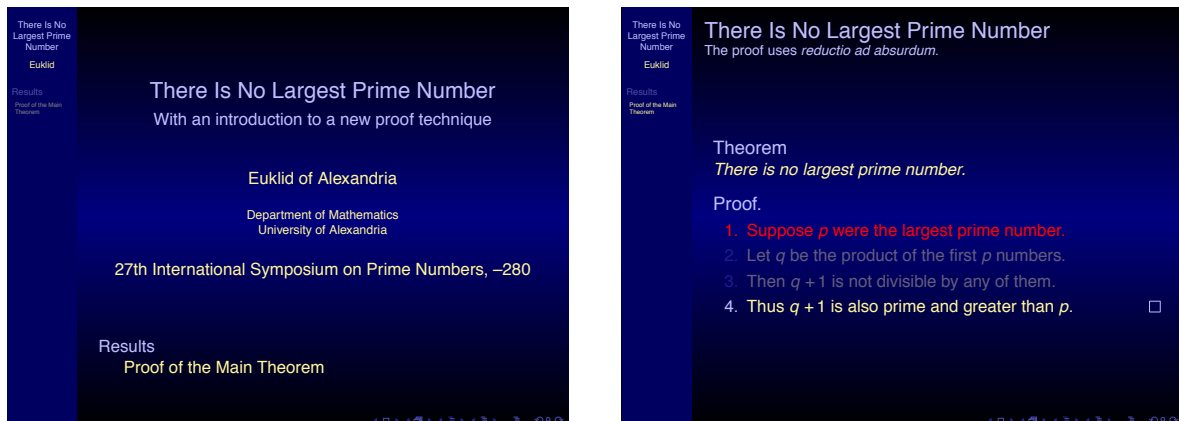 There Is No
Largest Prime
Number
Euklid
Results
Proof of the Main
Theorem
There Is No Largest Prime Number
With an introduction to a new proof technique
Euklid of Alexandria
Department of Mathematics
University of Alexandria
27th International Symposium on Prime Numbers, –280
Results
Proof of the Main Theorem
There Is No
Largest Prime
Number
Euklid
Results
Proof of the Main
Theorem
There Is No Largest Prime Number
The proof uses reductio ad absurdum.
Theorem
There is no largest prime number.
Proof.
1. Suppose p were the largest prime number.
2. Let q be the product of the first p numbers.
3. Then q + 1 is not divisible by any of them.
4. Thus q + 1 is also prime and greater than p. □